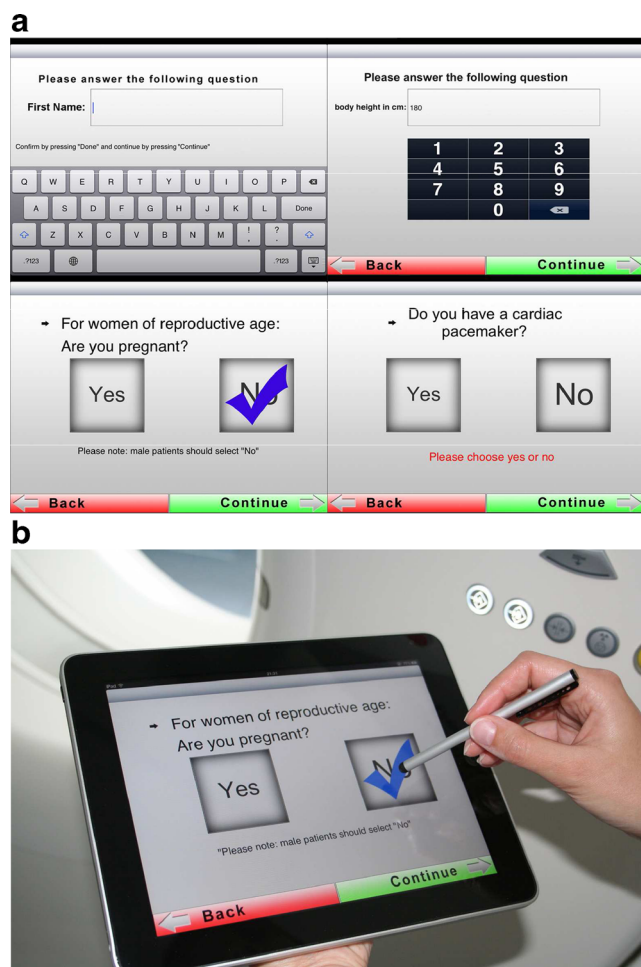 a
Please answer the following question
First Name:
Confirm by pressing "Done" and continue by pressing "Continue"
Q W E R T Y U I O P
A S D F G H J K L Done
Z X C V B N M ! , ? .
.?123 .?123
Please answer the following question
body height in cm: 180
1 2 3
4 5 6
7 8 9
0
Back Continue
For women of reproductive age:
Are you pregnant?
Yes No
Please note: male patients should select "No"
Back Continue
Do you have a cardiac
pacemaker?
Yes No
Please choose yes or no
Back Continue
b
iPad 21:21
For women of reproductive age:
Are you pregnant?
Yes No
"Please note: male patients should select "No"
Back Continue